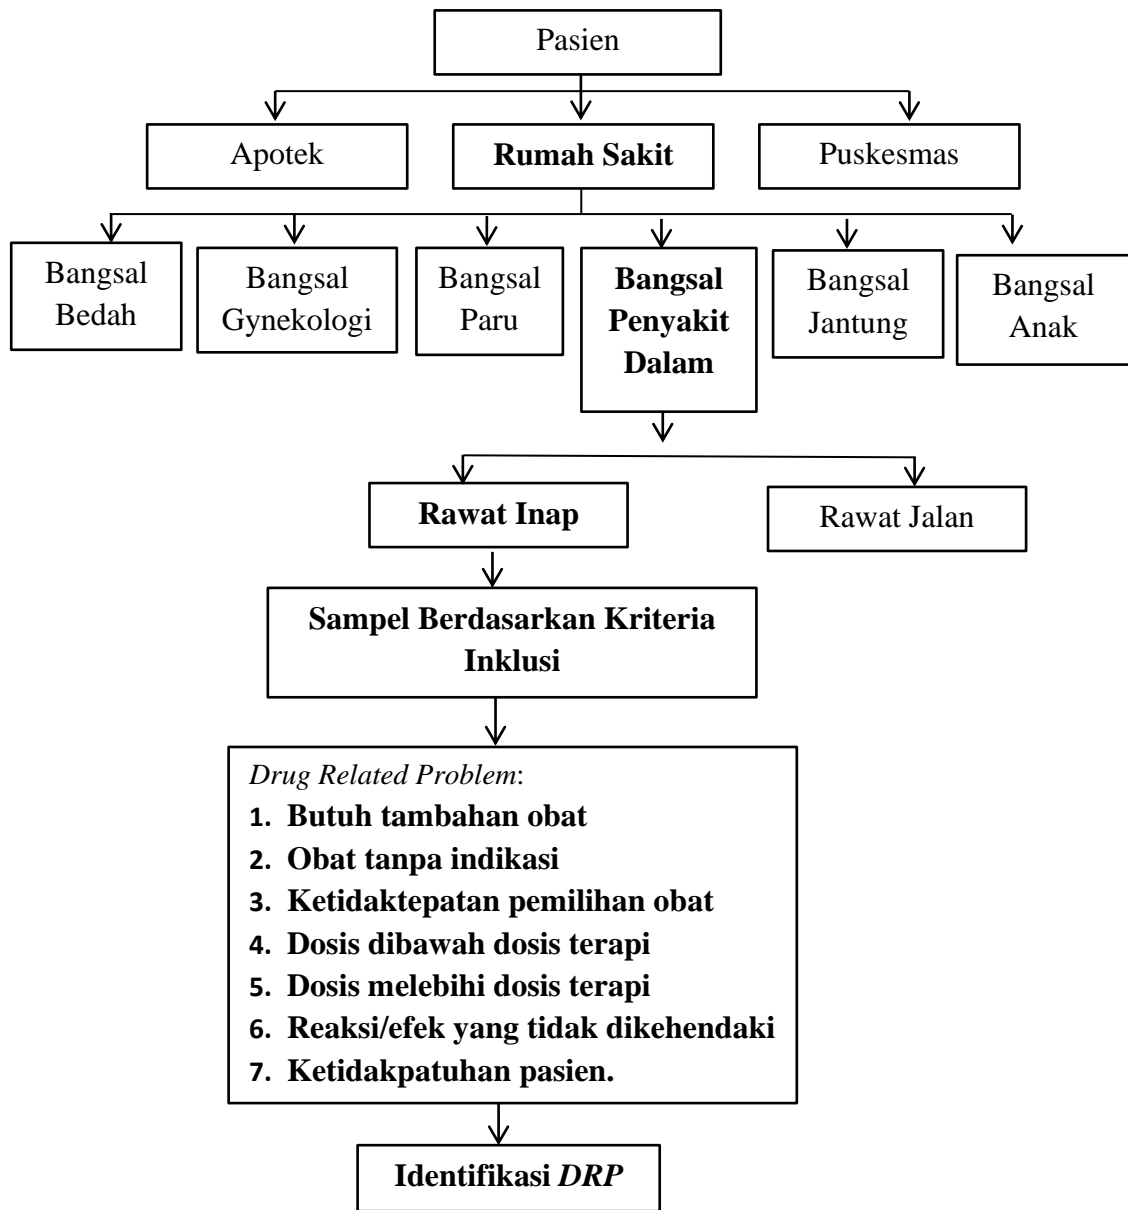 Pasien
Apotek
Rumah Sakit
Puskesmas
Bangsal
Bedah
Bangsal
Gynekologi
Bangsal
Paru
Bangsal
Penyakit
Dalam
Bangsal
Jantung
Bangsal
Anak
Rawat Inap
Rawat Jalan
Sampel Berdasarkan Kriteria
Inklusi
Drug Related Problem:
1. Butuh tambahan obat
2. Obat tanpa indikasi
3. Ketidaktepatan pemilihan obat
4. Dosis dibawah dosis terapi
5. Dosis melebihi dosis terapi
6. Reaksi/efek yang tidak dikehendaki
7. Ketidakpatuhan pasien.
Identifikasi DRP